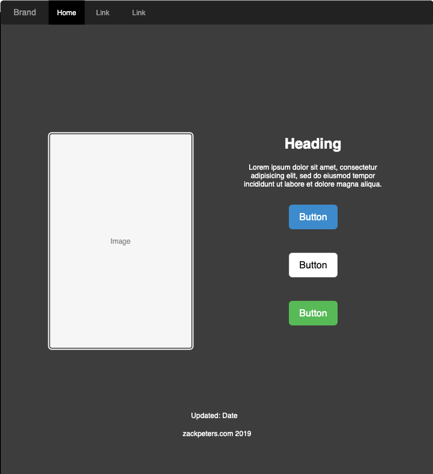 Brand Home Link Link
Image
Heading
Lorem ipsum dolor sit amet, consectetur
adipisicing elit, sed do eiusmod tempor
incididunt ut labore et dolore magna aliqua.
Button
Button
Button
Updated: Date
zackpeters.com 2019